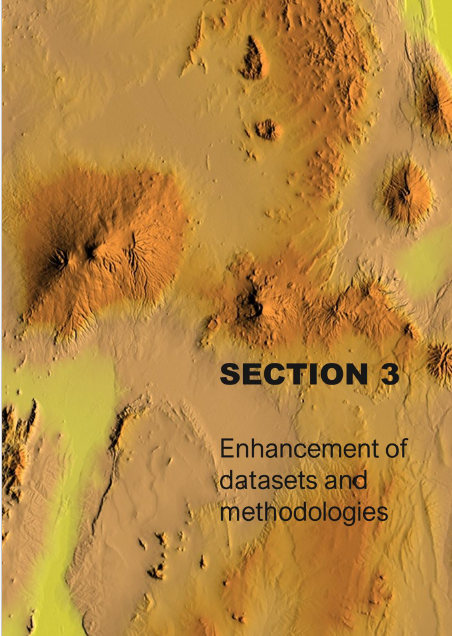 SECTION 3
Enhancement of
datasets and
methodologies